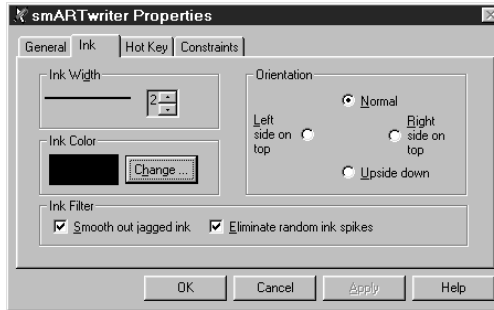 smARTwriter Properties
General Ink Hot Key Constraints
Ink Width
2
Ink Color
Change ...
Orientation
Normal
Left side on top
Right side on top
Upside down
Ink Filter
Smooth out jagged ink Eliminate random ink spikes
OK Cancel Apply Help